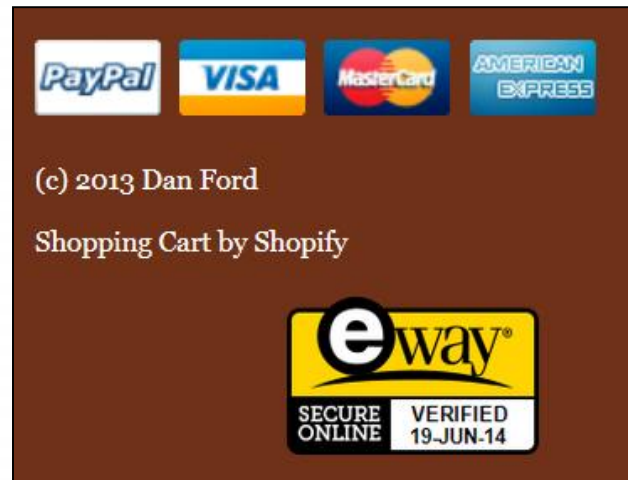 PayPal VISA MasterCard AMERICAN EXPRESS
(c) 2013 Dan Ford
Shopping Cart by Shopify
eway®
SECURE ONLINE
VERIFIED 19-JUN-14